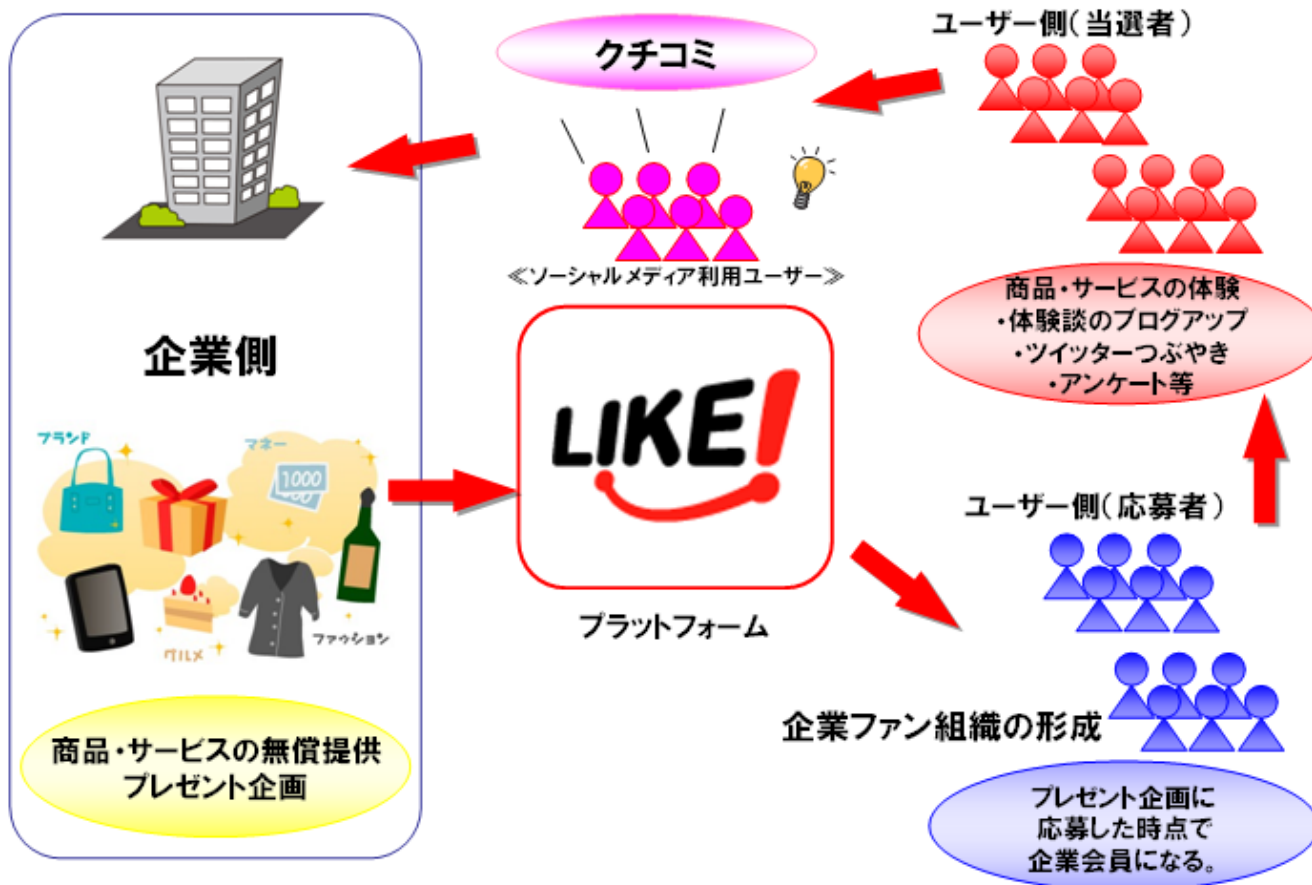 クチコミ
≪ソーシャルメディア利用ユーザー≫
企業側
ブランド
マネー
1000
グルメ
ファッション
商品・サービスの無償提供
プレゼント企画
LIKE!
プラットフォーム
ユーザー側(当選者)
商品・サービスの体験
・体験談のブログアップ
・ツイッターつぶやき
・アンケート等
ユーザー側(応募者)
企業ファン組織の形成
プレゼント企画に
応募した時点で
企業会員になる。